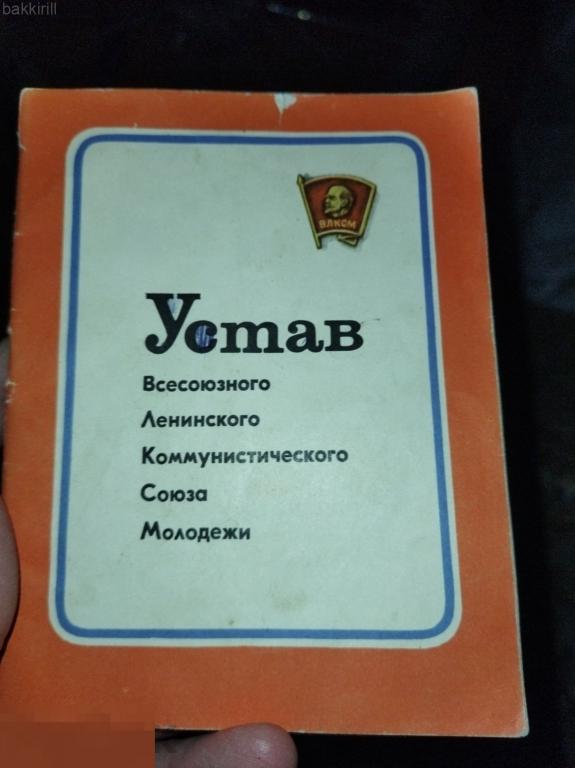 bakkirill
ВЛКСМ
Устав
Всесоюзного
Ленинского
Коммунистического
Союза
Молодежи